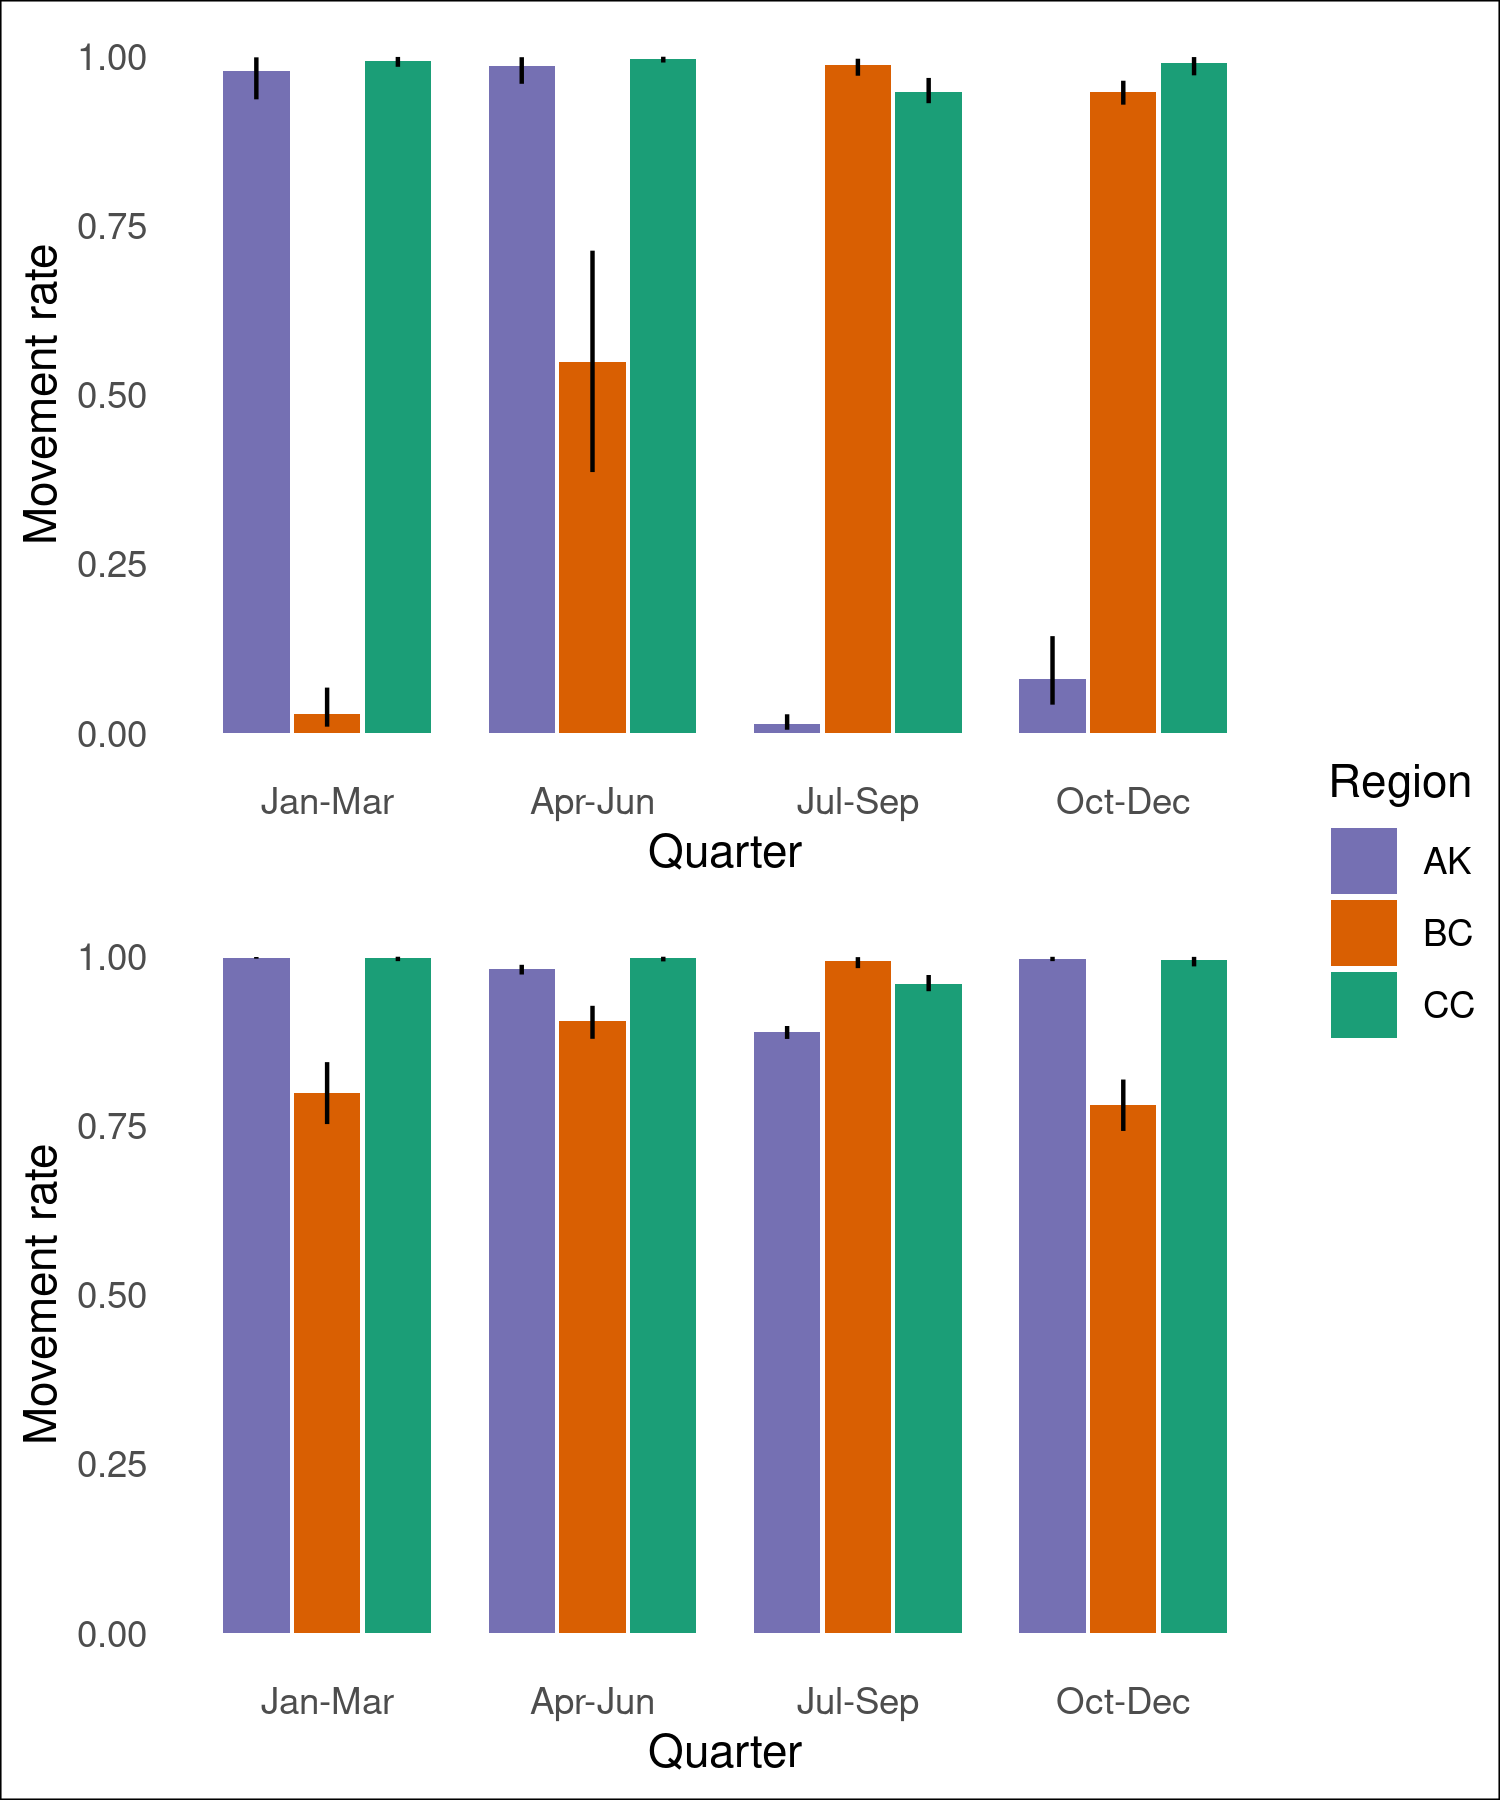 1.00
0.75
0.50
0.25
0.00
Movement rate
Jan-Mar Apr-Jun Jul-Sep Oct-Dec
Quarter
Region
AK
BC
CC
1.00
0.75
0.50
0.25
0.00
Movement rate
Jan-Mar Apr-Jun Jul-Sep Oct-Dec
Quarter